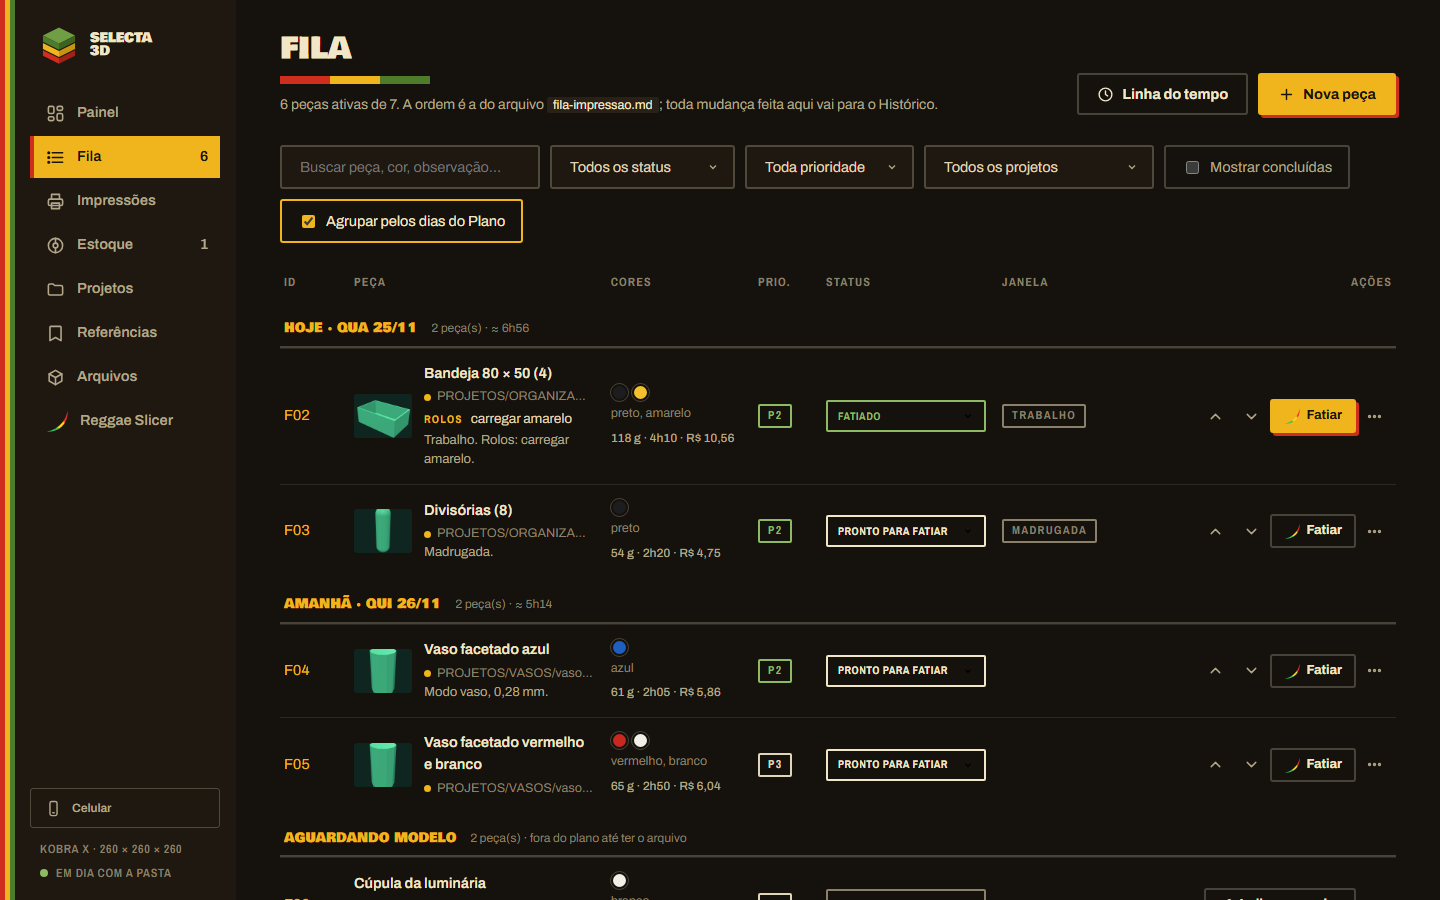 SELECTA
3D
Painel
Fila 6
Impressões
Estoque 1
Projetos
Referências
Arquivos
Reggae Slicer
Celular
KOBRA X · 260 × 260 × 260
EM DIA COM A PASTA
FILA
6 peças ativas de 7. A ordem é a do arquivo fila-impressao.md ; toda mudança feita aqui vai para o Histórico.
Linha do tempo
Nova peça
Buscar peça, cor, observação...
Todos os status
Toda prioridade
Todos os projetos
Mostrar concluídas
Agrupar pelos dias do Plano
ID PEÇA CORES PRIO. STATUS JANELA AÇÕES
HOJE · QUA 25/11 2 peça(s) · ≈ 6h56
F02
Bandeja 80 × 50 (4)
PROJETOS/ORGANIZA...
ROLOS carregar amarelo
Trabalho. Rolos: carregar
amarelo.
preto, amarelo
118 g · 4h10 · R$ 10,56
P2
FATIADO
TRABALHO
Fatiar
F03
Divisórias (8)
PROJETOS/ORGANIZA...
Madrugada.
preto
54 g · 2h20 · R$ 4,75
P2
PRONTO PARA FATIAR
MADRUGADA
Fatiar
AMANHÃ · QUI 26/11 2 peça(s) · ≈ 5h14
F04
Vaso facetado azul
PROJETOS/VASOS/vaso...
Modo vaso, 0,28 mm.
azul
61 g · 2h05 · R$ 5,86
P2
PRONTO PARA FATIAR
Fatiar
F05
Vaso facetado vermelho
e branco
PROJETOS/VASOS/vaso...
vermelho, branco
65 g · 2h50 · R$ 6,04
P3
PRONTO PARA FATIAR
Fatiar
AGUARDANDO MODELO 2 peça(s) · fora do plano até ter o arquivo
Cúpula da luminária